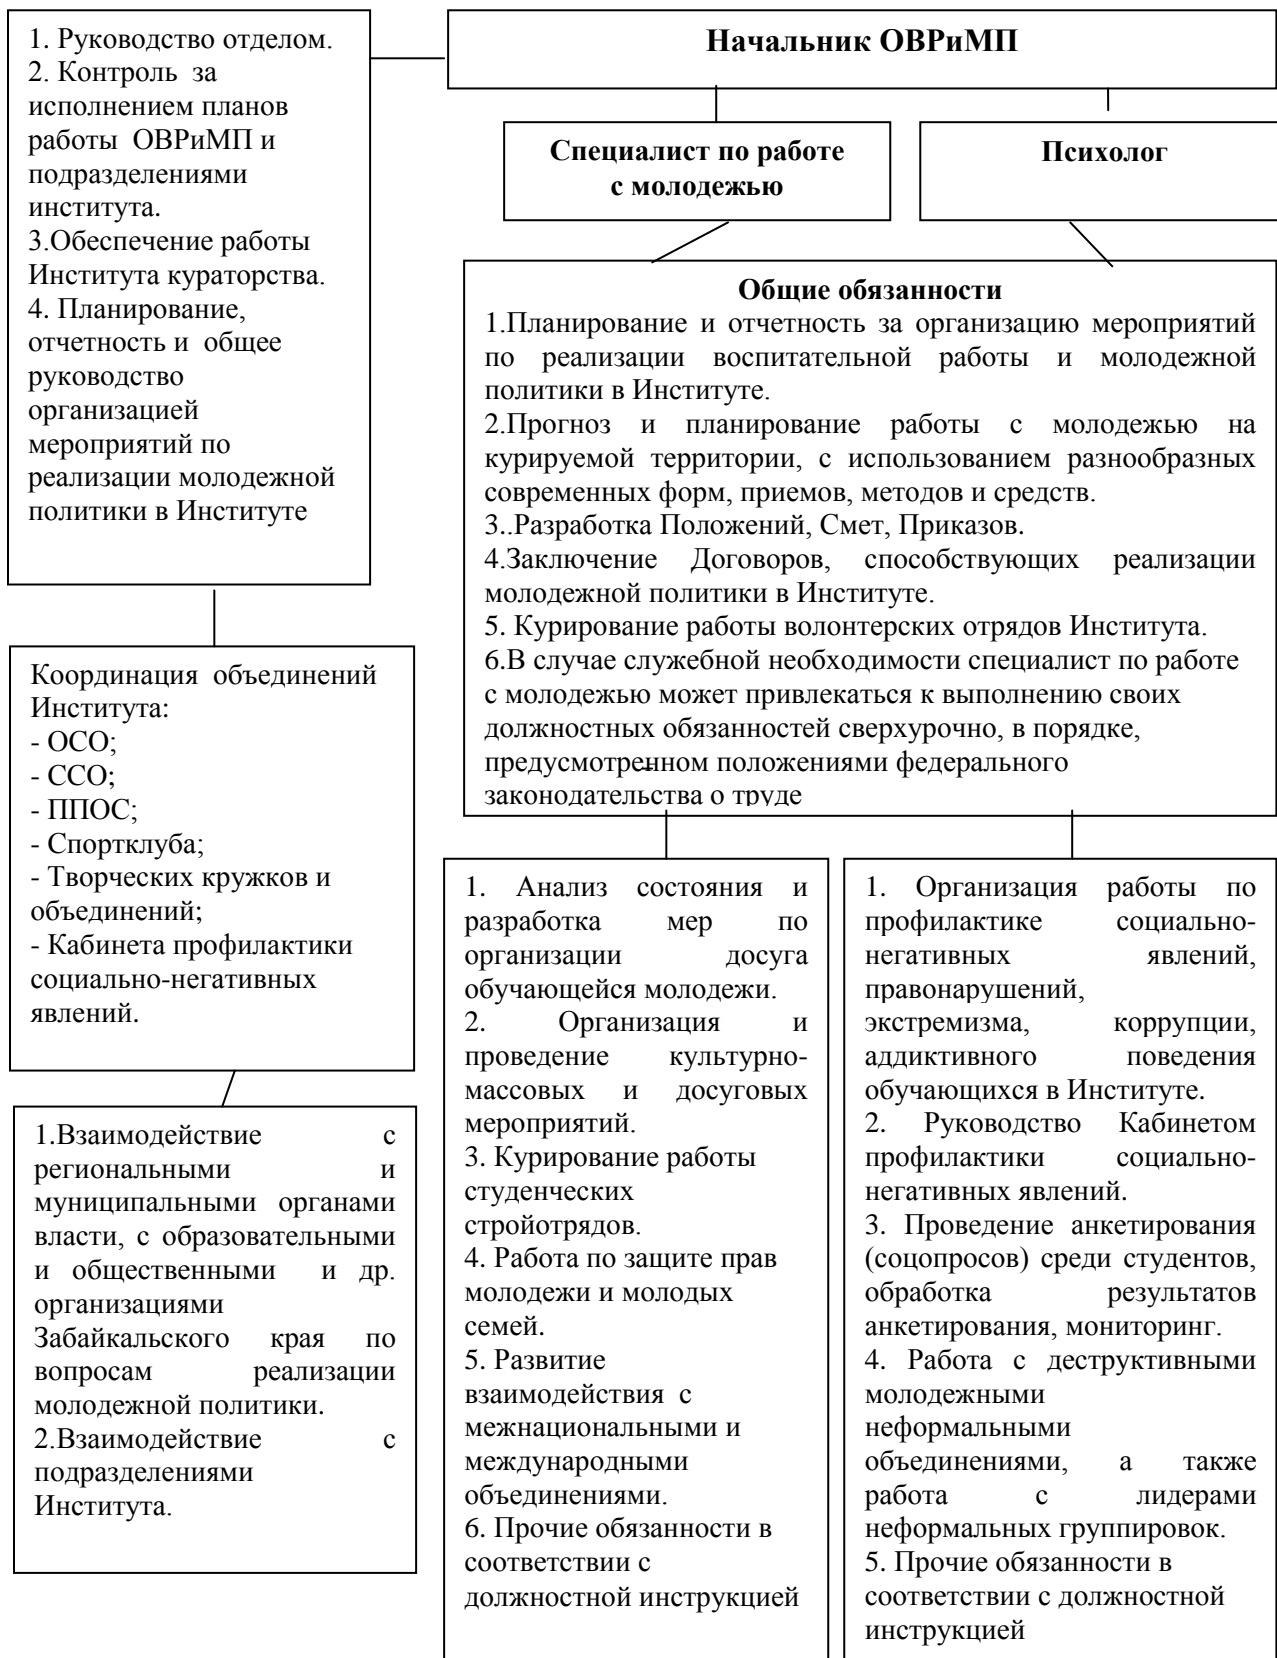 1. Руководство отделом.
2. Контроль за
исполнением планов
работы ОВРиМП и
подразделениями
института.
3.Обеспечение работы
Института кураторства.
4. Планирование,
отчетность и общее
руководство
организацией
мероприятий по
реализации молодежной
политики в Институте
Начальник ОВРиМП
Специалист по работе
с молодежью
Психолог
Общие обязанности
1.Планирование и отчетность за организацию мероприятий
по реализации воспитательной работы и молодежной
политики в Институте.
2.Прогноз и планирование работы с молодежью на
курируемой территории, с использованием разнообразных
современных форм, приемов, методов и средств.
3..Разработка Положений, Смет, Приказов.
4.Заключение Договоров, способствующих реализации
молодежной политики в Институте.
5. Курирование работы волонтерских отрядов Института.
6.В случае служебной необходимости специалист по работе
с молодежью может привлекаться к выполнению своих
должностных обязанностей сверхурочно, в порядке,
предусмотренном положениями федерального
законодательства о труде
Координация объединений
Института:
- ОСО;
- ССО;
- ППОС;
- Спортклуба;
- Творческих кружков и
объединений;
- Кабинета профилактики
социально-негативных
явлений.
1.Взаимодействие с
региональными и
муниципальными органами
власти, с образовательными
и общественными и др.
организациями
Забайкальского края по
вопросам реализации
молодежной политики.
2.Взаимодействие с
подразделениями
Института.
1. Анализ состояния и
разработка мер по
организации досуга
обучающейся молодежи.
2. Организация и
проведение культурно-
массовых и досуговых
мероприятий.
3. Курирование работы
студенческих
стройотрядов.
4. Работа по защите прав
молодежи и молодых
семей.
5. Развитие
взаимодействия с
межнациональными и
международными
объединениями.
6. Прочие обязанности в
соответствии с
должностной инструкцией
1. Организация работы по
профилактике социально-
негативных явлений,
правонарушений,
экстремизма, коррупции,
аддиктивного поведения
обучающихся в Институте.
2. Руководство Кабинетом
профилактики социально-
негативных явлений.
3. Проведение анкетирования
(соцопросов) среди студентов,
обработка результатов
анкетирования, мониторинг.
4. Работа с деструктивными
молодежными
неформальными
объединениями, а также
работа с лидерами
неформальных группировок.
5. Прочие обязанности в
соответствии с должностной
инструкцией